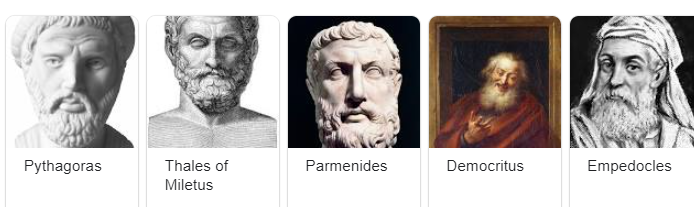 Pythagoras
Thales of
Miletus
Parmenides
Democritus
Empedocles